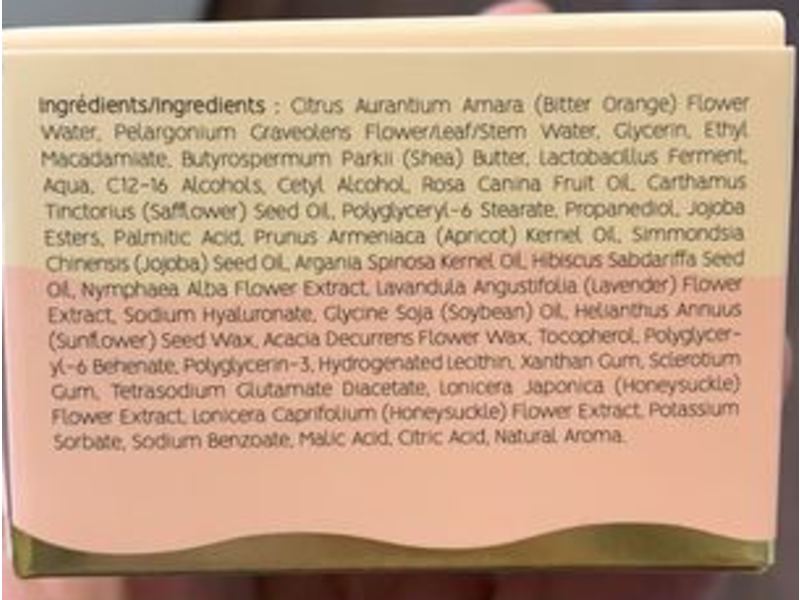 Ingrédients/Ingredients : Citrus Aurantium Amara (Bitter Orange) Flower
Water, Pelargonium Graveolens Flower/Leaf/Stem Water, Glycerin, Ethyl
Macadamiate, Butyrospermum Parkii (Shea) Butter, Lactobacillus Ferment,
Aqua, C12-16 Alcohols, Cetyl Alcohol, Rosa Canina Fruit Oil, Carthamus
Tinctorius (Safflower) Seed Oil, Polyglyceryl-6 Stearate, Propanediol, Jojoba
Esters, Palmitic Acid, Prunus Armeniaca (Apricot) Kernel Oil, Simmondsia
Chinensis (Jojoba) Seed Oil, Argania Spinosa Kernel Oil, Hibiscus Sabdariffa Seed
Oil, Nymphaea Alba Flower Extract, Lavandula Angustifolia (Lavender) Flower
Extract, Sodium Hyaluronate, Glycine Soja (Soybean) Oil, Helianthus Annuus
(Sunflower) Seed Wax, Acacia Decurrens Flower Wax, Tocopherol, Polyglycer-
yl-6 Behenate, Polyglycerin-3, Hydrogenated Lecithin, Xanthan Gum, Sclerotium
Gum, Tetrasodium Glutamate Diacetate, Lonicera Japonica (Honeysuckle)
Flower Extract, Lonicera Caprifolium (Honeysuckle) Flower Extract, Potassium
Sorbate, Sodium Benzoate, Malic Acid, Citric Acid, Natural Aroma.